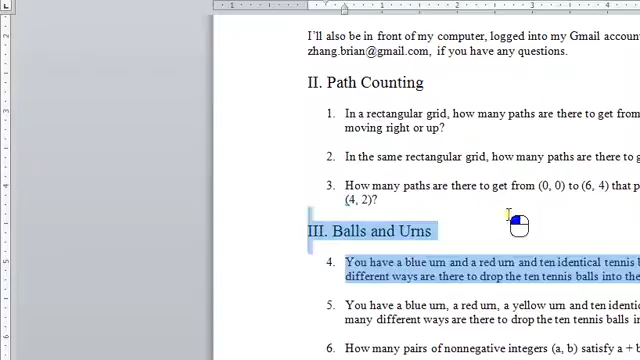 I'll also be in front of my computer, logged into my Gmail accoun
zhang.brian@gmail.com, if you have any questions.
II. Path Counting
1. In a rectangular grid, how many paths are there to get from
moving right or up?
2. In the same rectangular grid, how many paths are there to g
3. How many paths are there to get from (0, 0) to (6, 4) that p
(4, 2)?
III. Balls and Urns
4. You have a blue urn and a red urn and ten identical tennis b
different ways are there to drop the ten tennis balls into the
5. You have a blue urn, a red urn, a yellow urn and ten identic
many different ways are there to drop the ten tennis balls in
6. How many pairs of nonnegative integers (a, b) satisfy a + b